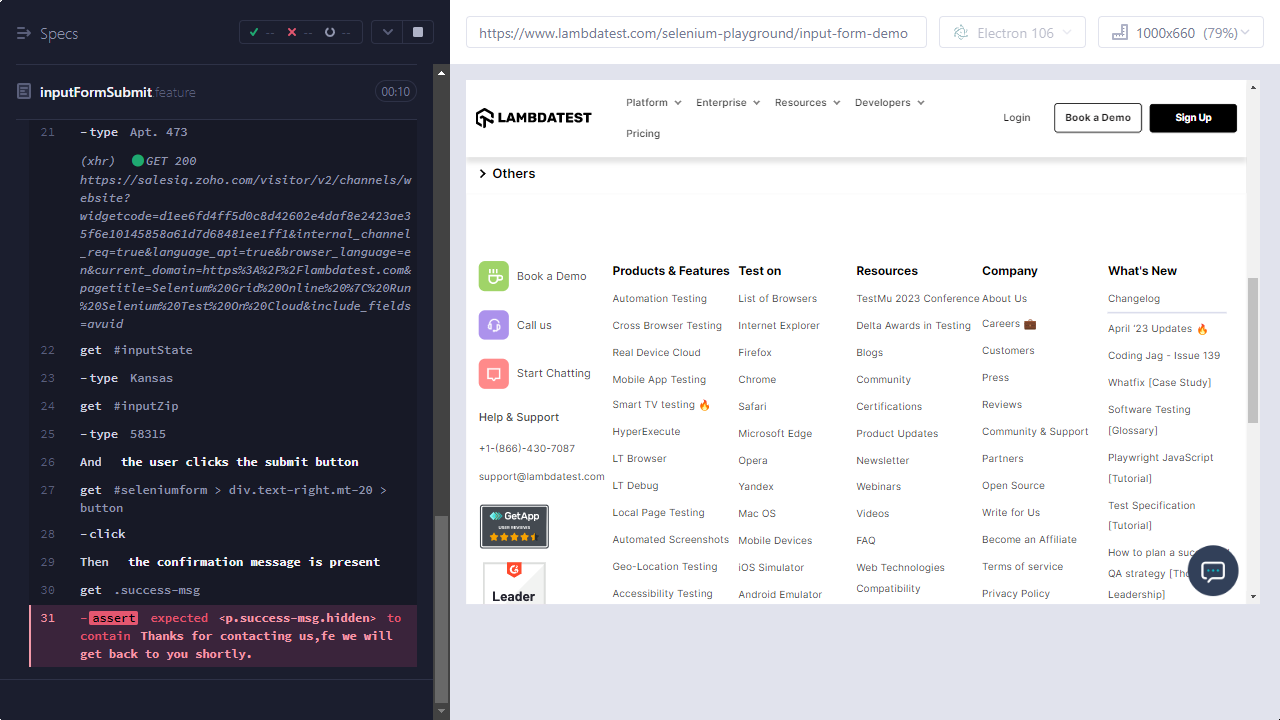 Specs
-- -- --
inputFormSubmit.feature
00:10
21 -type Apt. 473
(xhr) GET 200
https://salesiq.zoho.com/visitor/v2/channels/w
ebsite?
widgetcode=d1ee6fd4ff5d0c8d42602e4daf8e2423ae3
5f6e10145858a61d7d68481ee1ff1&internal_channel
_req=true&language_api=true&browser_language=e
n&current_domain=https%3A%2F%2Flambdatest.com&
pagetitle=Selenium%20Grid%20Online%20%7C%20Run
%20Selenium%20Test%20On%20Cloud&include_fields
=avuid
22 get #inputState
23 -type Kansas
24 get #inputZip
25 -type 58315
26 And the user clicks the submit button
27 get #seleniumform > div.text-right.mt-20 >
button
28 -click
29 Then the confirmation message is present
30 get .success-msg
31 -assert expected <p.success-msg.hidden> to
contain Thanks for contacting us,fe we will
get back to you shortly.
https://www.lambdatest.com/selenium-playground/input-form-demo
Electron 106
1000x660 (79%)
LAMBDATEST
Platform
Enterprise
Resources
Developers
Pricing
Login
Book a Demo
Sign Up
Others
Book a Demo
Call us
Start Chatting
Help & Support
+1-(866)-430-7087
support@lambdatest.com
GetApp
USER REVIEWS
Leader
Products & Features
Automation Testing
Cross Browser Testing
Real Device Cloud
Mobile App Testing
Smart TV testing 🔥
HyperExecute
LT Browser
LT Debug
Local Page Testing
Automated Screenshots
Geo-Location Testing
Accessibility Testing
Test on
List of Browsers
Internet Explorer
Firefox
Chrome
Safari
Microsoft Edge
Opera
Yandex
Mac OS
Mobile Devices
iOS Simulator
Android Emulator
Resources
TestMu 2023 Conference
Delta Awards in Testing
Blogs
Community
Certifications
Product Updates
Newsletter
Webinars
Videos
FAQ
Web Technologies
Compatibility
Company
About Us
Careers 💼
Customers
Press
Reviews
Community & Support
Partners
Open Source
Write for Us
Become an Affiliate
Terms of service
Privacy Policy
What's New
Changelog
April '23 Updates 🔥
Coding Jag - Issue 139
Whatfix [Case Study]
Software Testing
[Glossary]
Playwright JavaScript
[Tutorial]
Test Specification
[Tutorial]
How to plan a
QA strategy
Leadership]